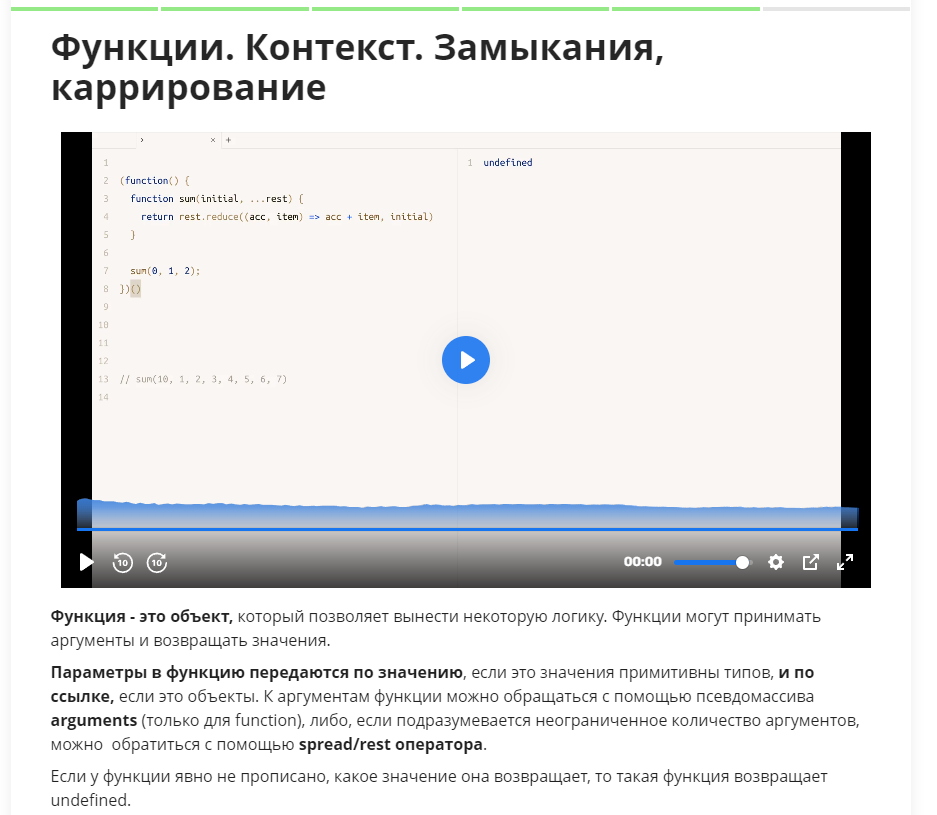 Функции. Контекст. Замыкания,
каррирование
› × +
1
2 (function() {
3 function sum(initial, ...rest) {
4 return rest.reduce((acc, item) => acc + item, initial)
5 }
6
7 sum(0, 1, 2);
8 })()
9
10
11
12
13 // sum(10, 1, 2, 3, 4, 5, 6, 7)
14
1 undefined
10 10 00:00
Функция - это объект, который позволяет вынести некоторую логику. Функции могут принимать
аргументы и возвращать значения.
Параметры в функцию передаются по значению, если это значения примитивны типов, и по
ссылке, если это объекты. К аргументам функции можно обращаться с помощью псевдомассива
arguments (только для function), либо, если подразумевается неограниченное количество аргументов,
можно  обратиться с помощью spread/rest оператора.
Если у функции явно не прописано, какое значение она возвращает, то такая функция возвращает
undefined.